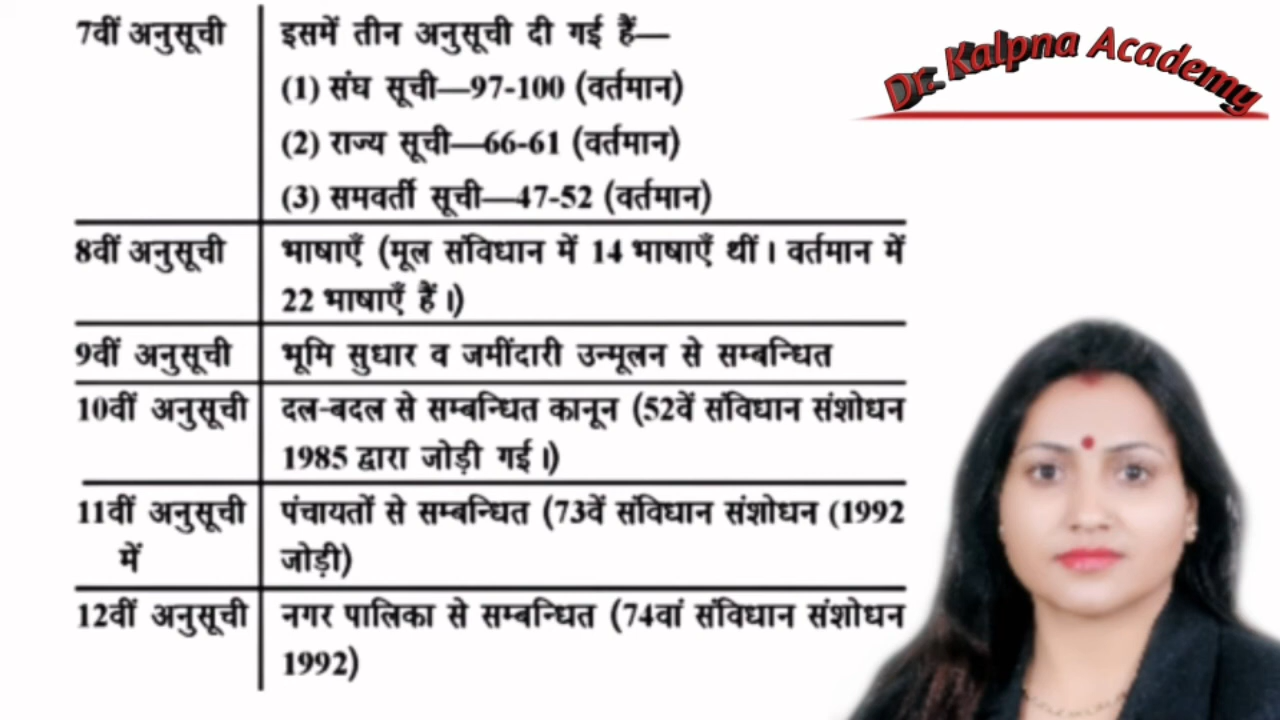 7वीं अनुसूची इसमें तीन अनुसूची दी गई हैं—
(1) संघ सूची—97-100 (वर्तमान)
(2) राज्य सूची—66-61 (वर्तमान)
(3) समवर्ती सूची—47-52 (वर्तमान)
8वीं अनुसूची भाषाएँ (मूल संविधान में 14 भाषाएँ थीं। वर्तमान में
22 भाषाएँ हैं।)
9वीं अनुसूची भूमि सुधार व जमींदारी उन्मूलन से सम्बन्धित
10वीं अनुसूची दल-बदल से सम्बन्धित कानून (52वें संविधान संशोधन
1985 द्वारा जोड़ी गई।)
11वीं अनुसूची पंचायतों से सम्बन्धित (73वें संविधान संशोधन (1992
में जोड़ी)
12वीं अनुसूची नगर पालिका से सम्बन्धित (74वां संविधान संशोधन
1992)
Dr. Kalpna Academy